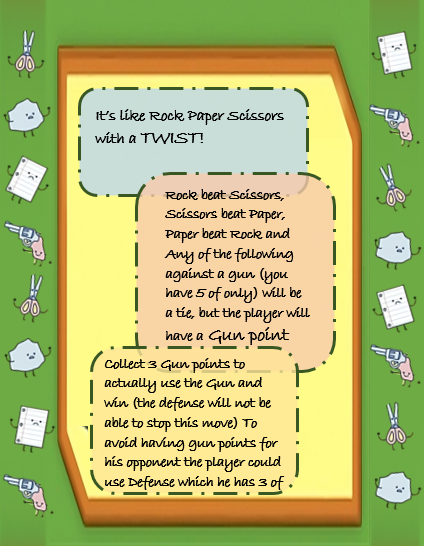 It's like Rock Paper Scissors
with a TWIST!
Rock beat Scissors,
Scissors beat Paper,
Paper beat Rock and
Any of the following
against a gun (you
have 5 of only) will be
a tie, but the player will
have a Gun point
Collect 3 Gun points to
actually use the Gun and
win (the defense will not be
able to stop this move) To
avoid having gun points for
his opponent the player could
use Defense which he has 3 of